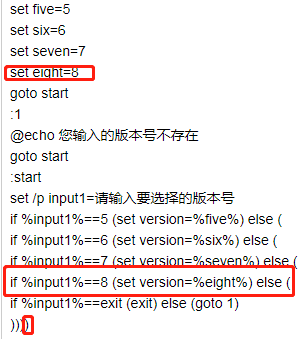 set five=5
set six=6
set seven=7
set eight=8
goto start
:1
@echo 您输入的版本号不存在
goto start
:start
set /p input1=请输入要选择的版本号
if %input1%==5 (set version=%five%) else (
if %input1%==6 (set version=%six%) else (
if %input1%==7 (set version=%seven%) else (
if %input1%==8 (set version=%eight%) else (
if %input1%==exit (exit) else (goto 1)
))))